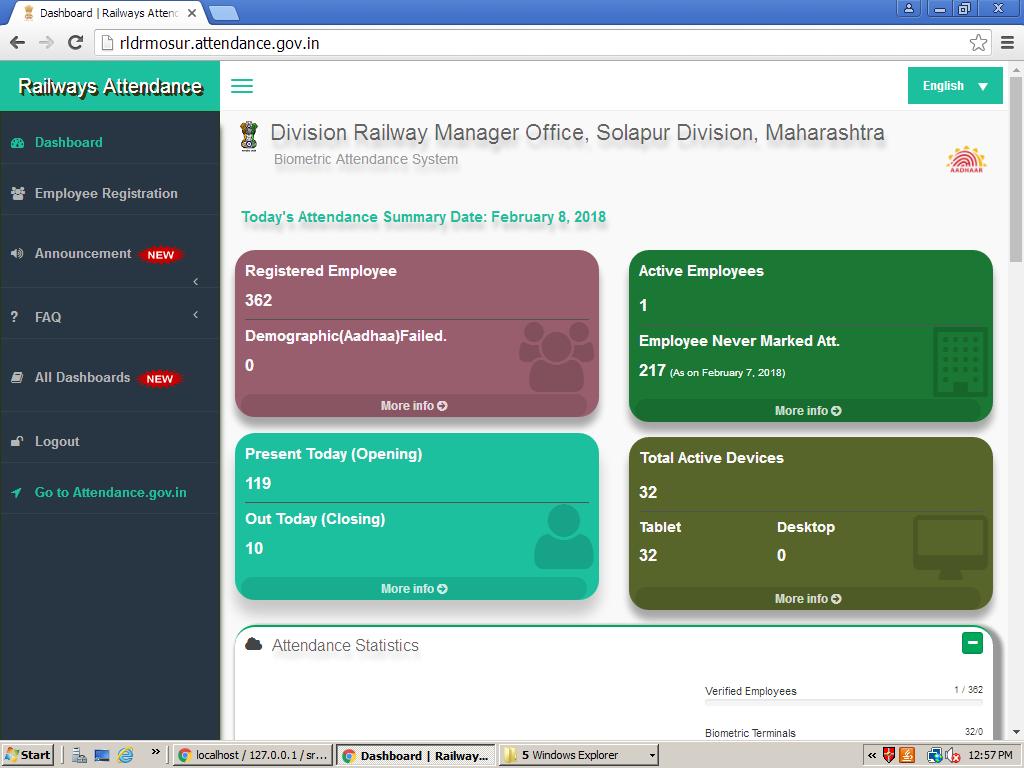 Dashboard | Railways Attend
rldrmosur.attendance.gov.in
Railways Attendance
English
Dashboard
Employee Registration
Announcement NEW
FAQ
All Dashboards NEW
Logout
Go to Attendance.gov.in
Division Railway Manager Office, Solapur Division, Maharashtra
Biometric Attendance System
AADHAAR
Today's Attendance Summary Date: February 8, 2018
Registered Employee
362
Demographic(Aadhaa)Failed.
0
More info
Active Employees
1
Employee Never Marked Att.
217 (As on February 7, 2018)
More info
Present Today (Opening)
119
Out Today (Closing)
10
More info
Total Active Devices
32
Tablet Desktop
32 0
More info
Attendance Statistics
Verified Employees 1 / 362
Biometric Terminals 32/0
Start
localhost / 127.0.0.1 / sr...
Dashboard | Railway...
5 Windows Explorer
12:57 PM